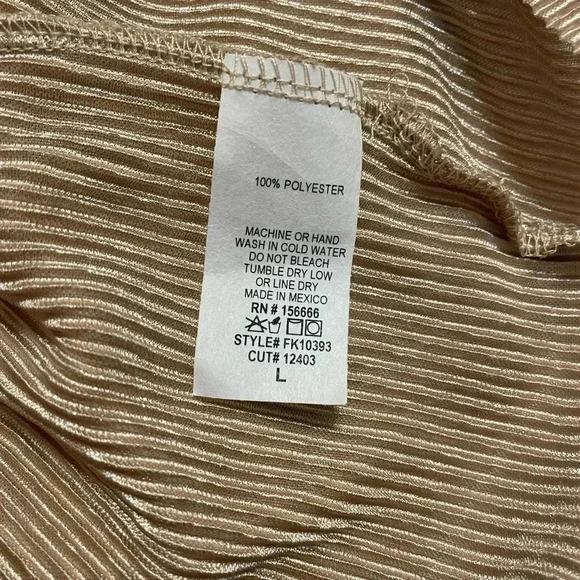 100% POLYESTER
MACHINE OR HAND
WASH IN COLD WATER
DO NOT BLEACH
TUMBLE DRY LOW
OR LINE DRY
MADE IN MEXICO
RN # 156666
STYLE# FK10393
CUT# 12403
L